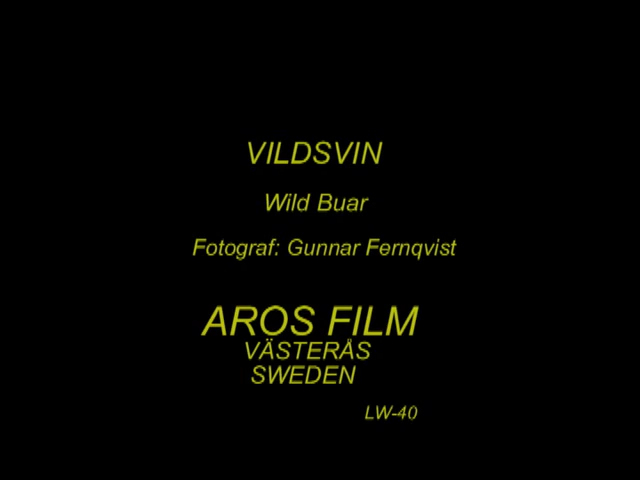 VILDSVIN
Wild Buar
Fotograf: Gunnar Fernqvist
AROS FILM
VÄSTERÅS
SWEDEN
LW-40